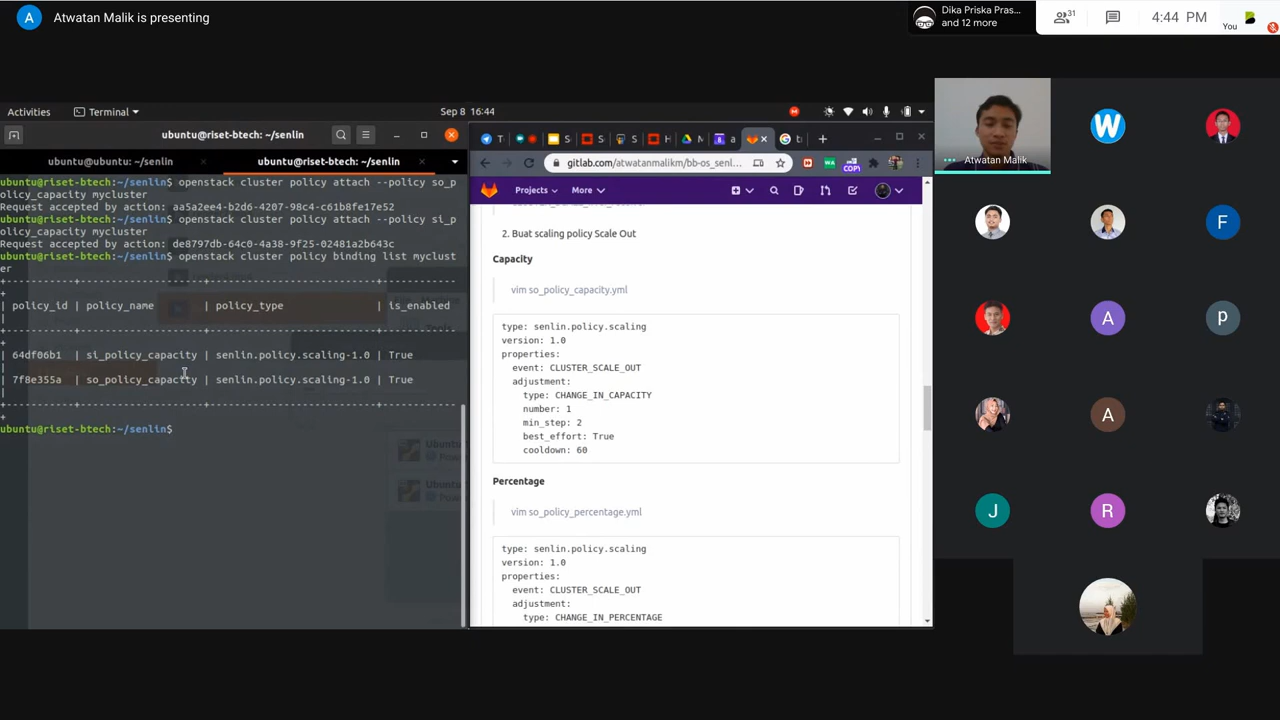 A
Atwatan Malik is presenting
Dika Priska Pras...
and 12 more
31
4:44 PM
You
Activities
Terminal
Sep 8 16:44
ubuntu@riset-btech: ~/senlin
ubuntu@ubuntu: ~/senlin
ubuntu@riset-btech: ~/senlin
ubuntu@riset-btech:~/senlin$ openstack cluster policy attach --policy so_p
olicy_capacity mycluster
Request accepted by action: aa5a2ee4-b2d6-4207-98c4-c61b8fe17e52
ubuntu@riset-btech:~/senlin$ openstack cluster policy attach --policy si_p
olicy_capacity mycluster
Request accepted by action: de8797db-64c0-4a38-9f25-02481a2b643c
ubuntu@riset-btech:~/senlin$ openstack cluster policy binding list myclust
er
| policy_id | policy_name | policy_type | is_enabled
| 64df06b1 | si_policy_capacity | senlin.policy.scaling-1.0 | True
| 7f8e355a | so_policy_capacity | senlin.policy.scaling-1.0 | True
ubuntu@riset-btech:~/senlin$
gitlab.com/atwatanmalikm/bb-os_senl...
WA
COPY
Projects
More
2. Buat scaling policy Scale Out
Capacity
vim so_policy_capacity.yml
type: senlin.policy.scaling
version: 1.0
properties:
event: CLUSTER_SCALE_OUT
adjustment:
type: CHANGE_IN_CAPACITY
number: 1
min_step: 2
best_effort: True
cooldown: 60
Percentage
vim so_policy_percentage.yml
type: senlin.policy.scaling
version: 1.0
properties:
event: CLUSTER_SCALE_OUT
adjustment:
type: CHANGE_IN_PERCENTAGE
Atwatan Malik
W
F
A
p
A
J
R